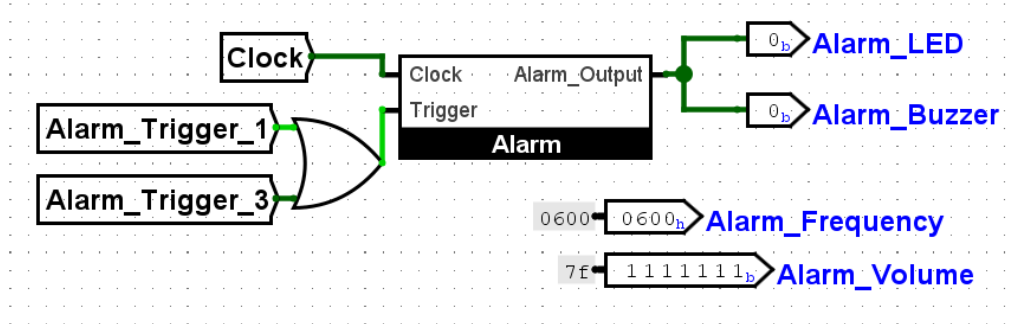 Clock
Clock Alarm_Output
Trigger
Alarm
0b Alarm_LED
0b Alarm_Buzzer
Alarm_Trigger_1
Alarm_Trigger_3
0600 0600h Alarm_Frequency
7f 1111111b Alarm_Volume